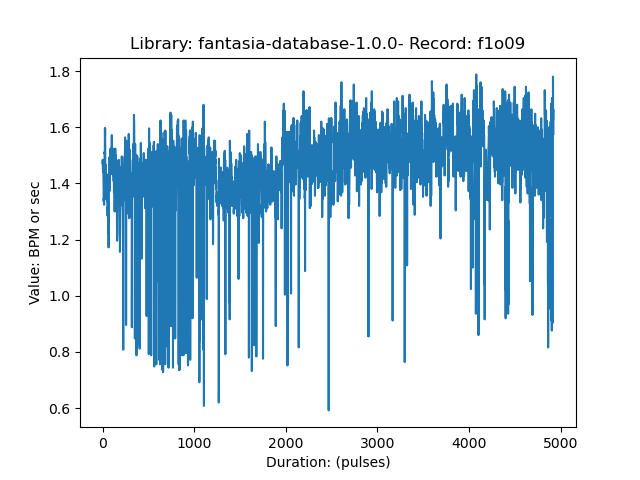 Library: fantasia-database-1.0.0- Record: f1o09
1.8
1.6
1.4
1.2
1.0
0.8
0.6
Value: BPM or sec
0 1000 2000 3000 4000 5000
Duration: (pulses)